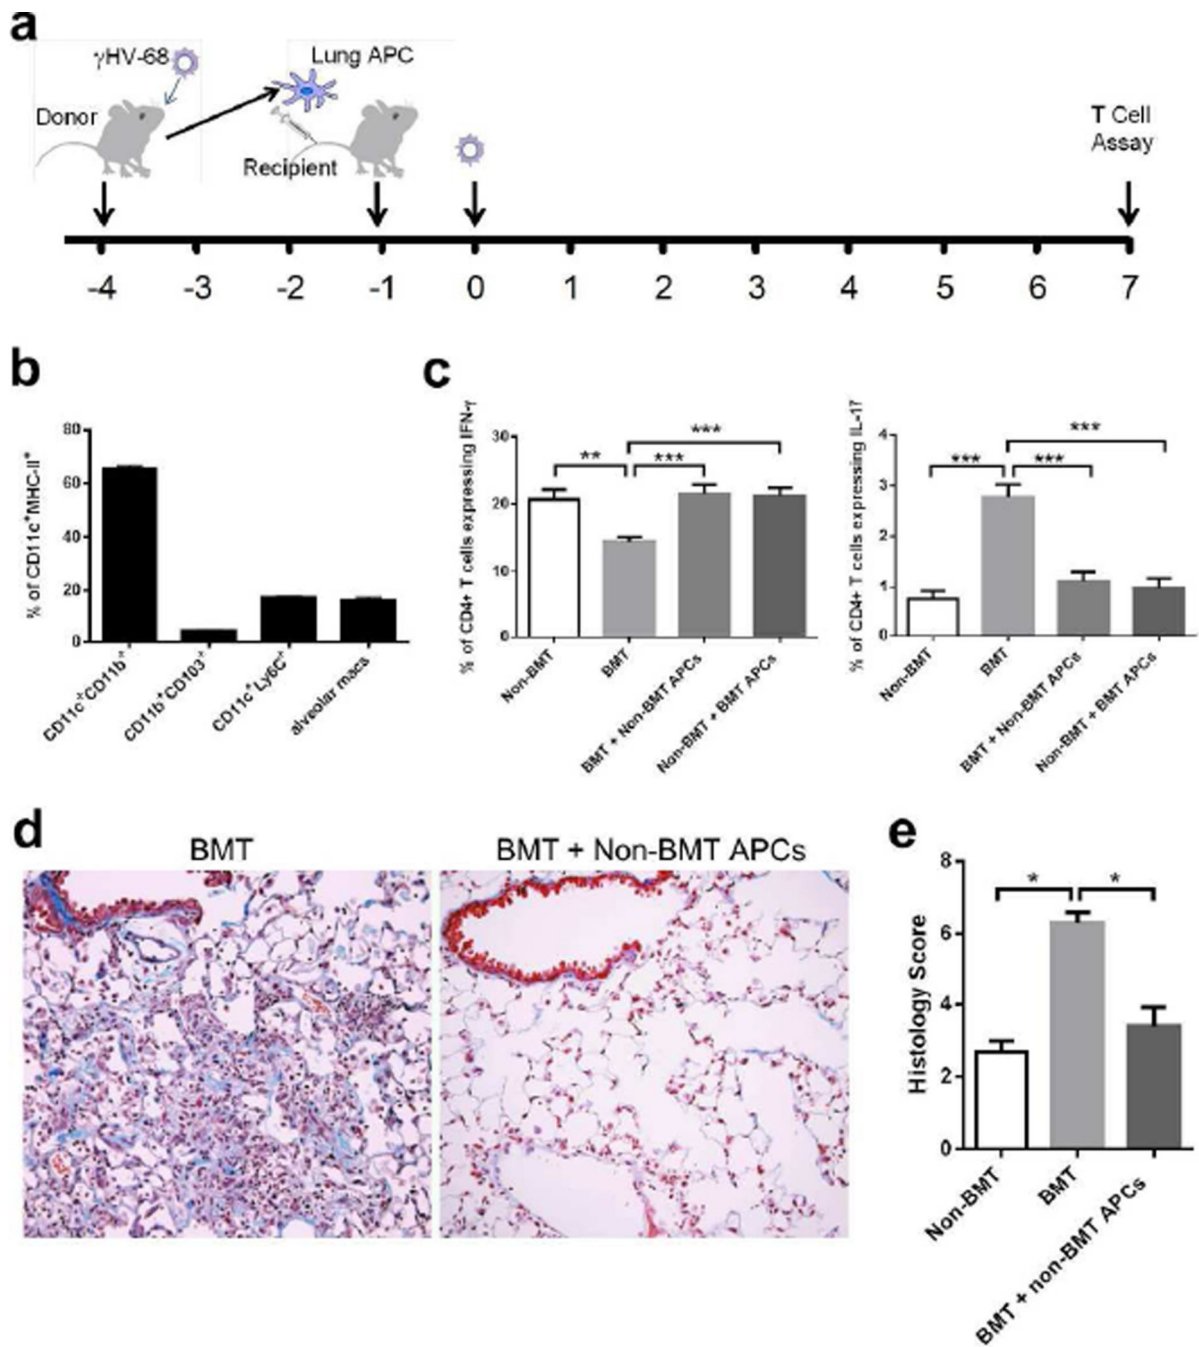 a
γHV-68
Lung APC
Donor
Recipient
T Cell
Assay
-4 -3 -2 -1 0 1 2 3 4 5 6 7
b
% of CD11c+MHC-II+
80
60
40
20
0
CD11c+CD11b+
CD11b+CD103+
CD11c+Ly6C+
alveolar macs
c
% of CD4+ T cells expressing IFN-γ
30
20
10
0
**
***
***
Non-BMT
BMT
BMT + Non-BMT APCs
Non-BMT + BMT APCs
% of CD4+ T cells expressing IL-17
4
3
2
1
0
***
***
***
Non-BMT
BMT
BMT + Non-BMT APCs
Non-BMT + BMT APCs
d
BMT
BMT + Non-BMT APCs
e
Histology Score
8
6
4
2
0
*
*
Non-BMT
BMT
BMT + non-BMT APCs